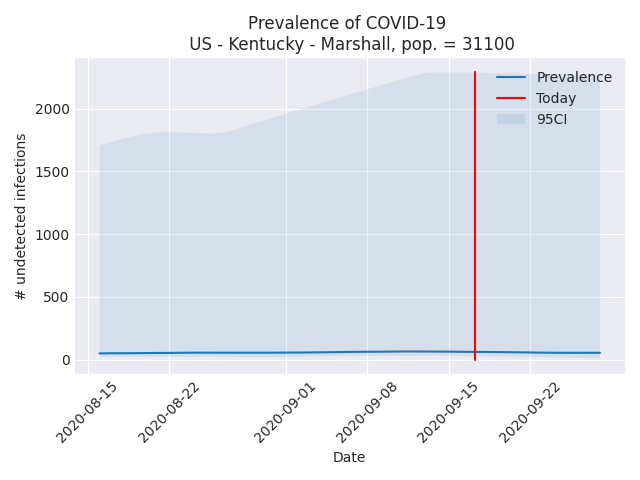 Prevalence of COVID-19
US - Kentucky - Marshall, pop. = 31100
Prevalence
Today
95CI
# undetected infections
2000
1500
1000
500
0
2020-08-15
2020-08-22
2020-09-01
2020-09-08
2020-09-15
2020-09-22
Date